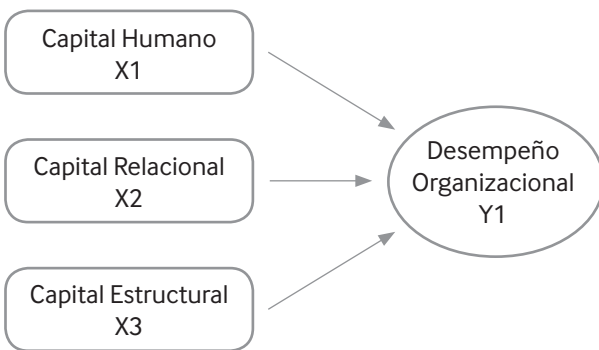 Capital Humano
X1
Capital Relacional
X2
Desempeño
Organizacional
Y1
Capital Estructural
X3